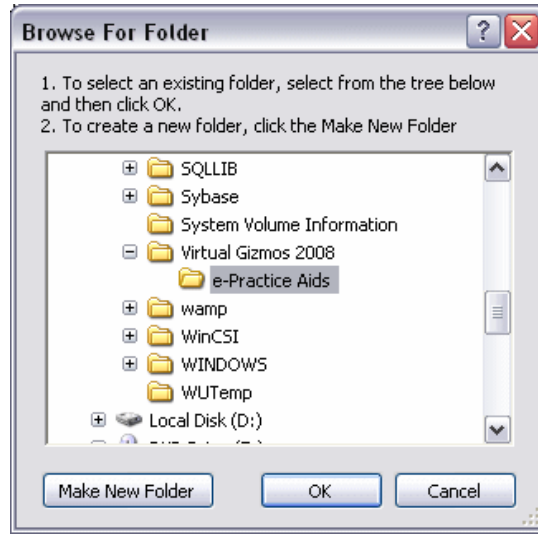 Browse For Folder
1. To select an existing folder, select from the tree below
and then click OK.
2. To create a new folder, click the Make New Folder
SQLLIB
Sybase
System Volume Information
Virtual Gizmos 2008
e-Practice Aids
wamp
WinCSI
WINDOWS
WUTemp
Local Disk (D:)
Make New Folder OK Cancel